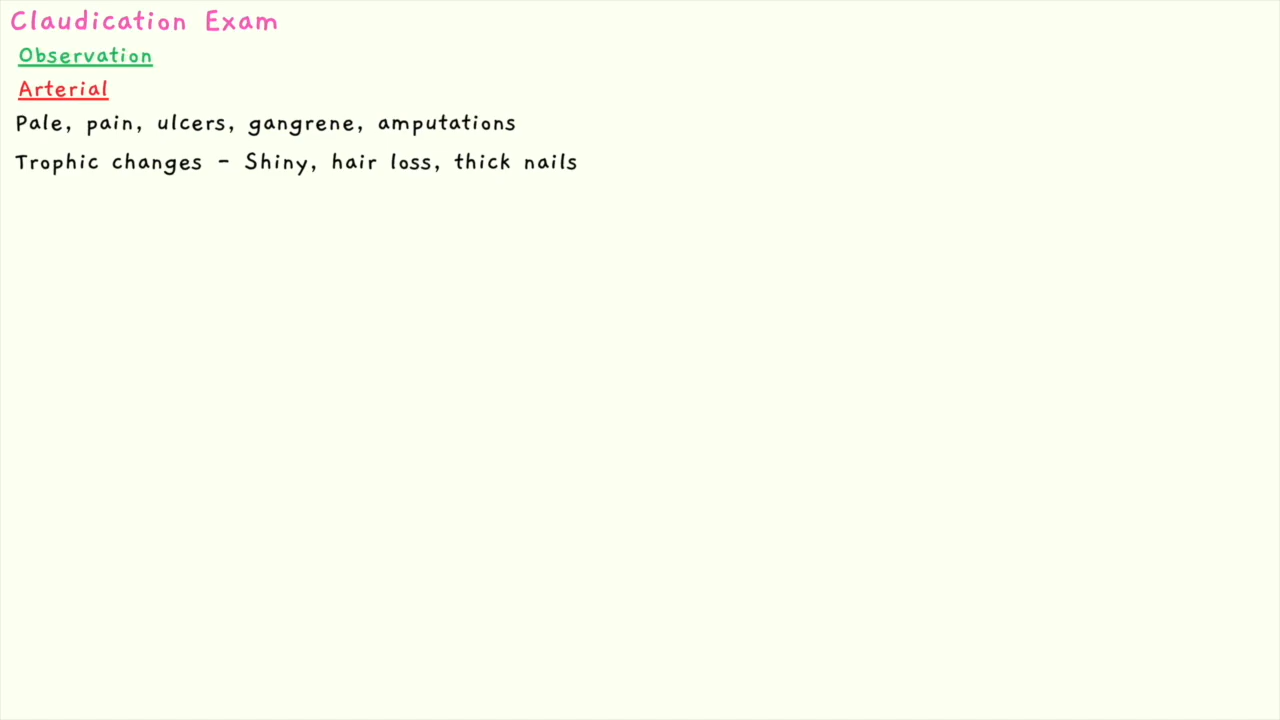 Claudication Exam
Observation
Arterial
Pale, pain, ulcers, gangrene, amputations
Trophic changes - Shiny, hair loss, thick nails